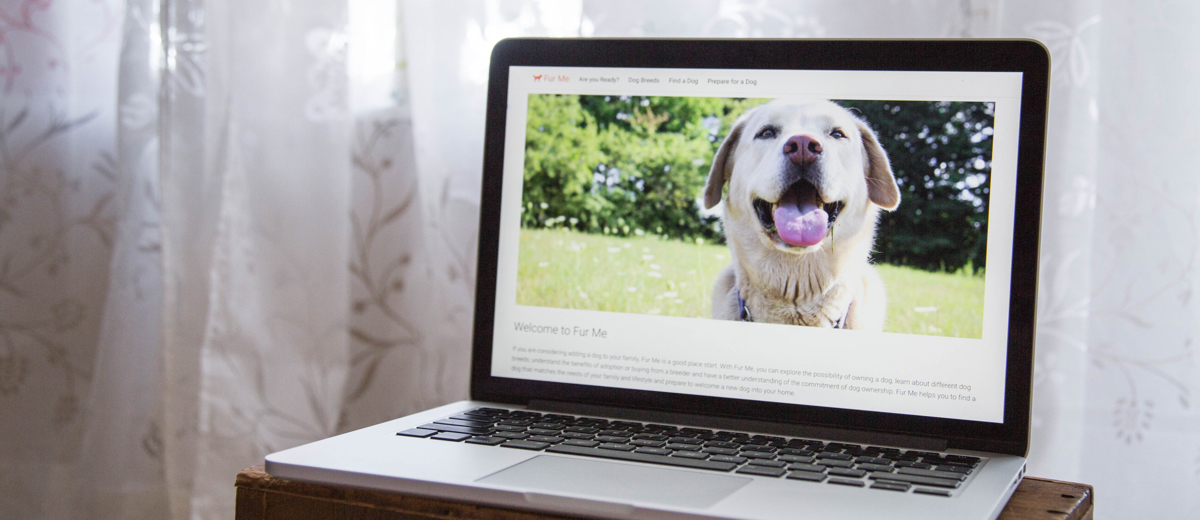 Fur Me Are you Ready? Dog Breeds Find a Dog Prepare for a Dog
Welcome to Fur Me
If you are considering adding a dog to your family, Fur Me is a good place start. With Fur Me, you can explore the possibility of owning a dog, learn about different dog
breeds, understand the benefits of adoption or buying from a breeder and have a better understanding of the commitment of dog ownership. Fur Me helps you to find a
dog that matches the needs of your family and lifestyle and prepare to welcome a new dog into your home